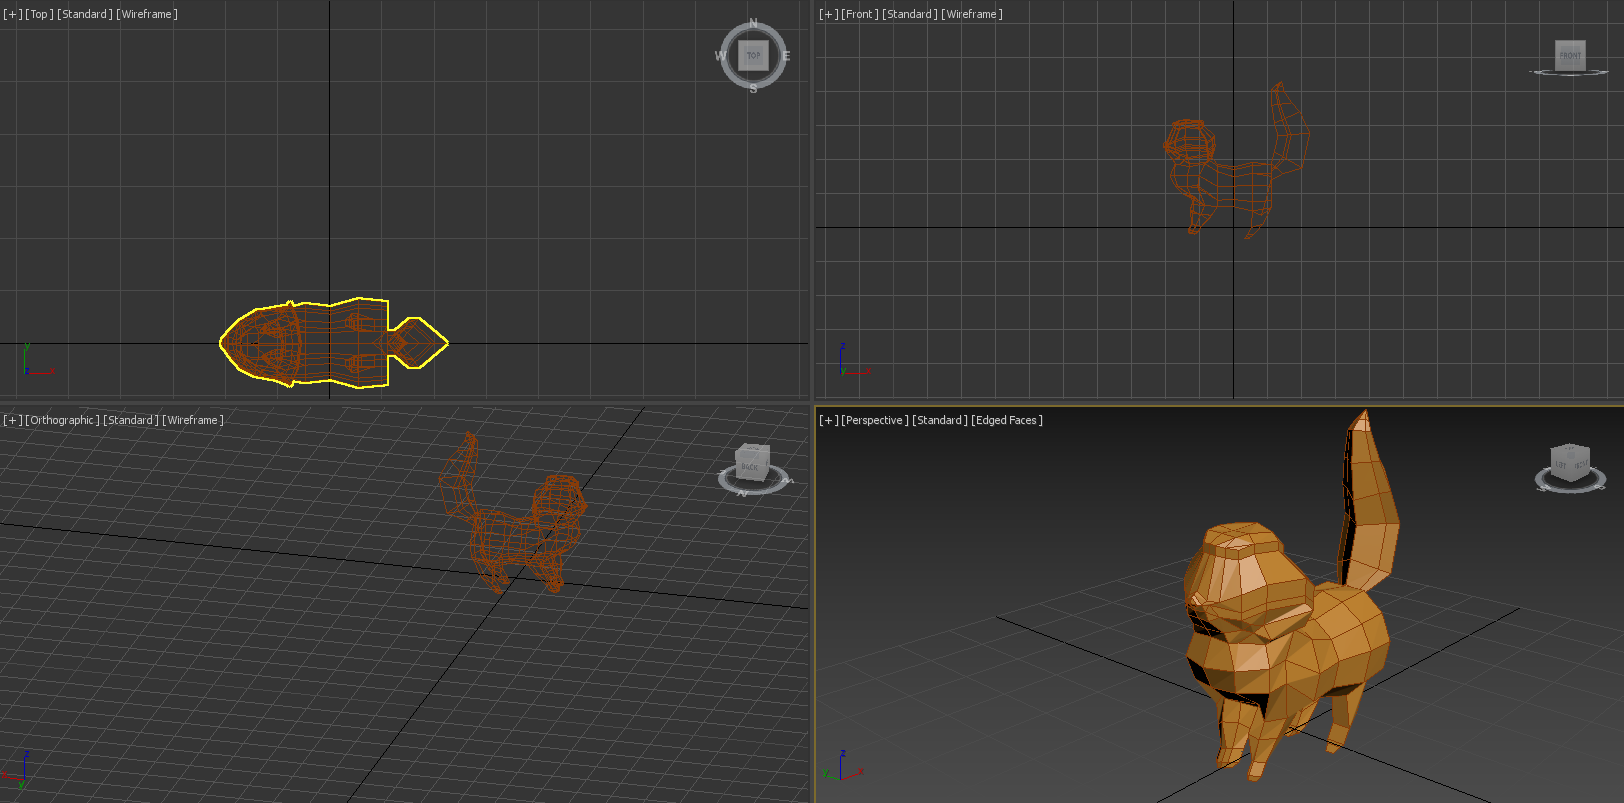 [+] [Top ] [Standard ] [Wireframe ]
N
W TOP E
S
y
z x
[+] [Front ] [Standard ] [Wireframe ]
FRONT
z
y x
[+] [Orthographic ] [Standard ] [Wireframe ]
BACK
z
x
y
[+] [Perspective ] [Standard ] [Edged Faces ]
z
y x